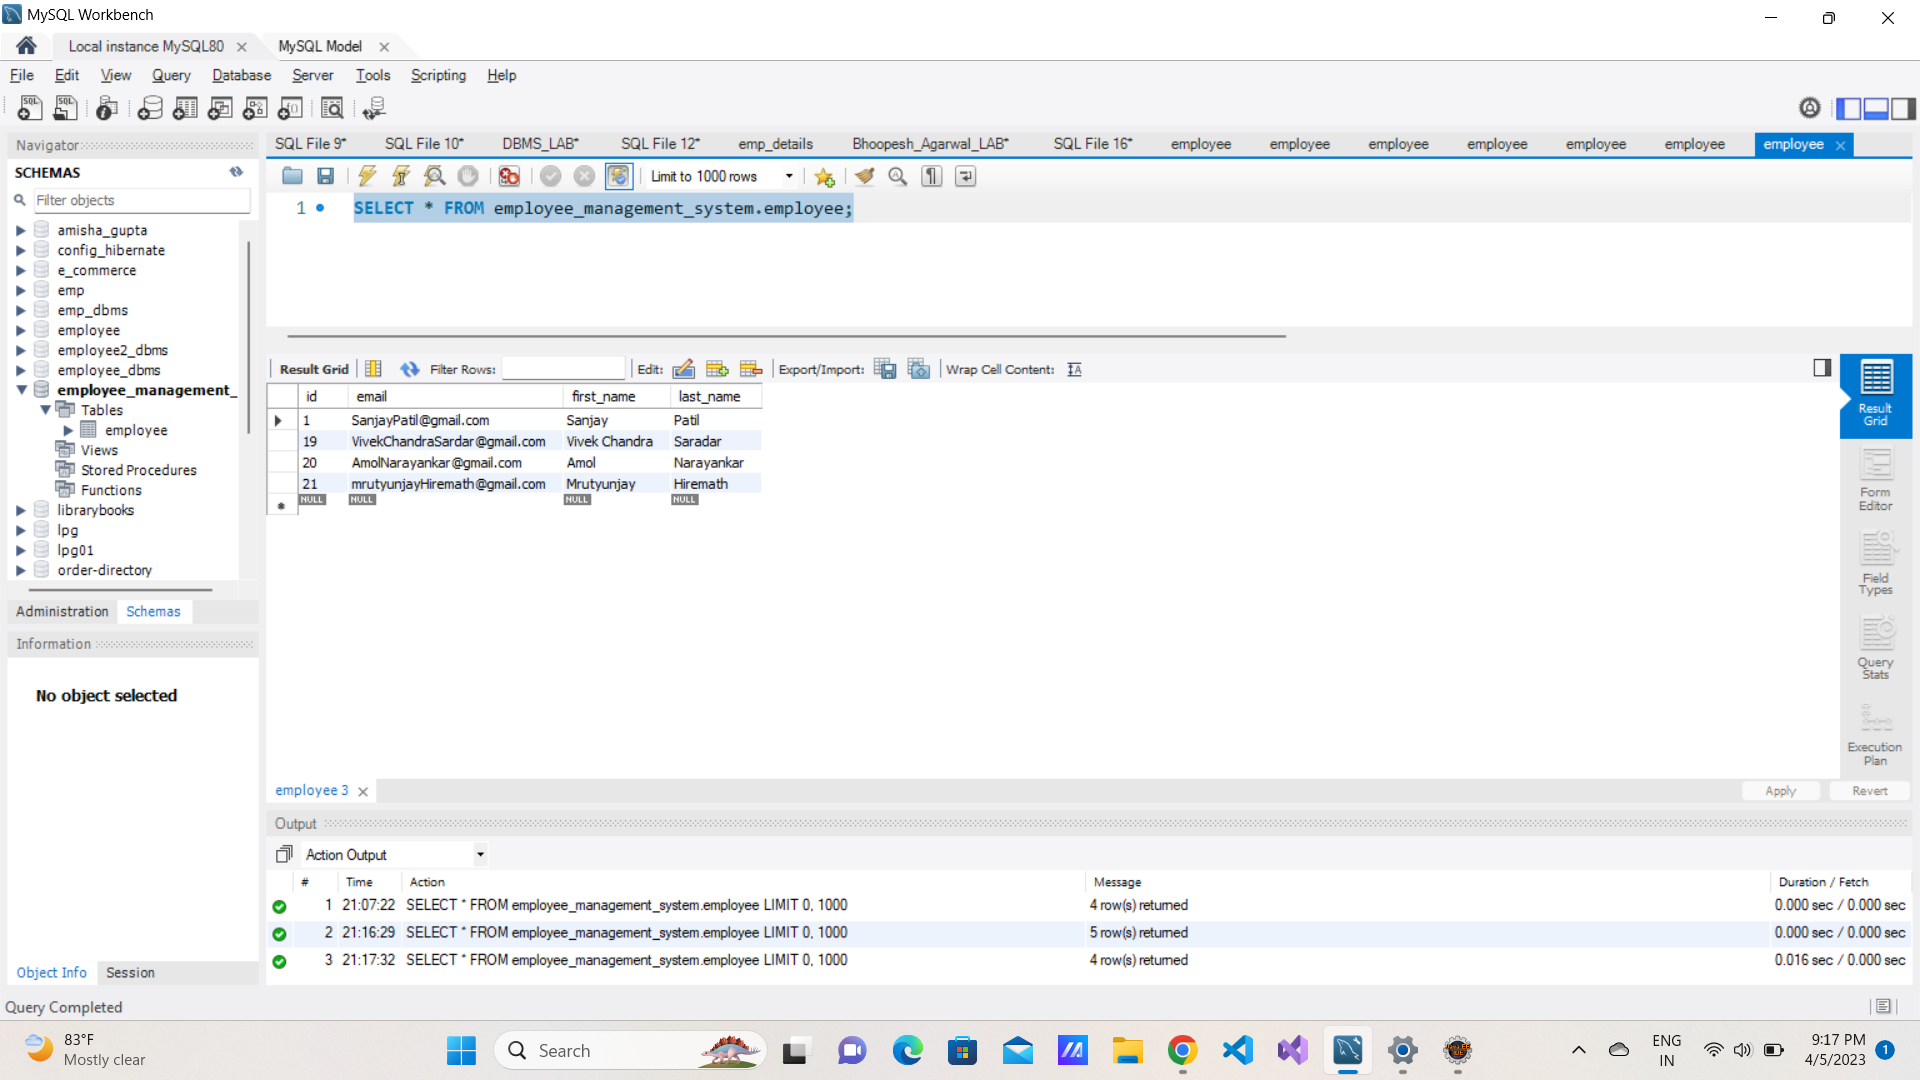 MySQL Workbench
Local instance MySQL80
MySQL Model
File Edit View Query Database Server Tools Scripting Help
Navigator
SCHEMAS
Filter objects
amisha_gupta
config_hibernate
e_commerce
emp
emp_dbms
employee
employee2_dbms
employee_dbms
employee_management_
Tables
employee
Views
Stored Procedures
Functions
librarybooks
lpg
lpg01
order-directory
Administration Schemas
Information
No object selected
Object Info Session
SQL File 9* SQL File 10* DBMS_LAB* SQL File 12* emp_details Bhoopesh_Agarwal_LAB* SQL File 16* employee employee employee employee employee employee employee
Limit to 1000 rows
1 SELECT * FROM employee_management_system.employee;
Result Grid Filter Rows: Edit: Export/Import: Wrap Cell Content:
id email first_name last_name
1 SanjayPatil@gmail.com Sanjay Patil
19 VivekChandraSardar@gmail.com Vivek Chandra Saradar
20 AmolNarayankar@gmail.com Amol Narayankar
21 mrutyunjayHiremath@gmail.com Mrutyunjay Hiremath
NULL NULL NULL NULL
Result
Grid
Form
Editor
Field
Types
Query
Stats
Execution
Plan
employee 3
Apply Revert
Output
Action Output
# Time Action Message Duration / Fetch
1 21:07:22 SELECT * FROM employee_management_system.employee LIMIT 0, 1000 4 row(s) returned 0.000 sec / 0.000 sec
2 21:16:29 SELECT * FROM employee_management_system.employee LIMIT 0, 1000 5 row(s) returned 0.000 sec / 0.000 sec
3 21:17:32 SELECT * FROM employee_management_system.employee LIMIT 0, 1000 4 row(s) returned 0.016 sec / 0.000 sec
Query Completed
83°F
Mostly clear
Search
ENG
IN
9:17 PM
4/5/2023
1